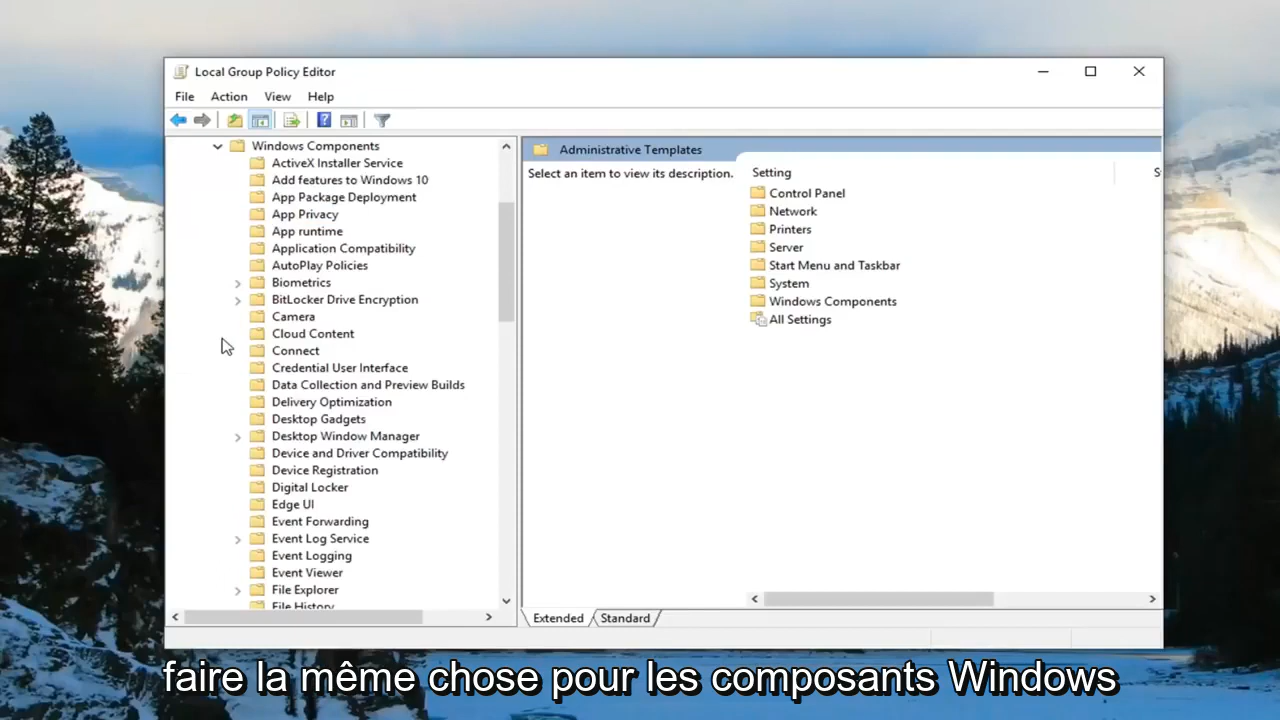 Local Group Policy Editor
File Action View Help
Windows Components
ActiveX Installer Service
Add features to Windows 10
App Package Deployment
App Privacy
App runtime
Application Compatibility
AutoPlay Policies
Biometrics
BitLocker Drive Encryption
Camera
Cloud Content
Connect
Credential User Interface
Data Collection and Preview Builds
Delivery Optimization
Desktop Gadgets
Desktop Window Manager
Device and Driver Compatibility
Device Registration
Digital Locker
Edge UI
Event Forwarding
Event Log Service
Event Logging
Event Viewer
File Explorer
File History
Administrative Templates
Select an item to view its description.
Setting
Control Panel
Network
Printers
Server
Start Menu and Taskbar
System
Windows Components
All Settings
Extended Standard
faire la même chose pour les composants Windows